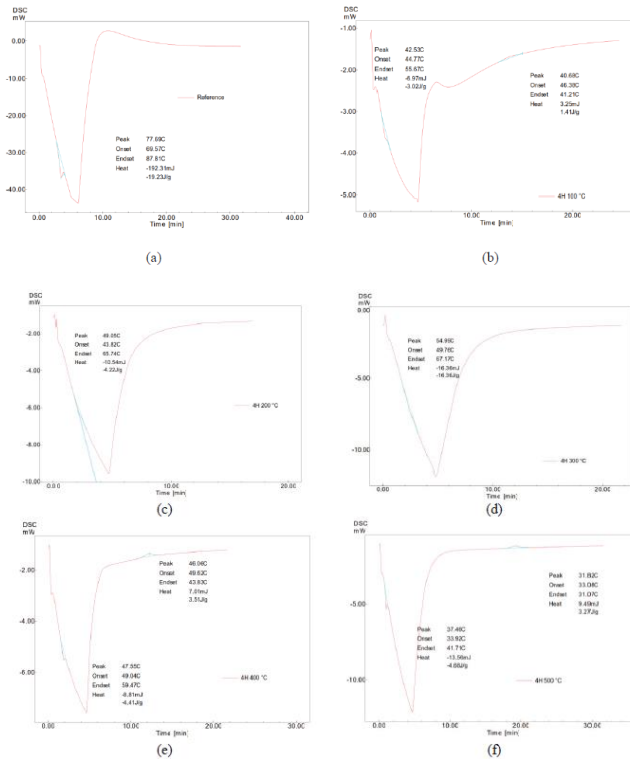 DSC
mW
0.00
-10.00
-20.00
-30.00
-40.00
Reference
Peak 77.69C
Onset 69.57C
Endset 87.81C
Heat -192.31mJ
-19.23J/g
0.00 10.00 20.00 30.00 40.00
Time [min]
(a)
DSC
mW
-1.00
-2.00
-3.00
-4.00
-5.00
Peak 42.53C
Onset 44.77C
Endset 55.67C
Heat -6.97mJ
-3.02J/g
Peak 40.68C
Onset 46.38C
Endset 41.21C
Heat 3.25mJ
1.41J/g
4H 100 °C
0.00 10.00 20.00
Time [min]
(b)
DSC
mW
-2.00
-4.00
-6.00
-8.00
-10.00
Peak 49.05C
Onset 43.82C
Endset 65.74C
Heat -10.54mJ
-4.22J/g
4H 200 °C
0.00 10.00 20.00
Time [min]
(c)
DSC
mW
0.00
-5.00
-10.00
Peak 54.99C
Onset 49.76C
Endset 67.17C
Heat -16.36mJ
-16.36J/g
4H 300 °C
0.00 10.00 20.00
Time [min]
(d)
DSC
mW
-2.00
-4.00
-6.00
Peak 46.06C
Onset 49.62C
Endset 43.83C
Heat 7.01mJ
3.51J/g
Peak 47.55C
Onset 49.04C
Endset 59.47C
Heat -8.81mJ
-4.41J/g
4H 400 °C
0.00 10.00 20.00 30.00
Time [min]
(e)
DSC
mW
-5.00
-10.00
Peak 31.82C
Onset 33.08C
Endset 31.07C
Heat 9.49mJ
3.27J/g
Peak 37.46C
Onset 33.92C
Endset 41.71C
Heat -13.56mJ
-4.68J/g
4H 500 °C
0.00 10.00 20.00 30.00
Time [min]
(f)